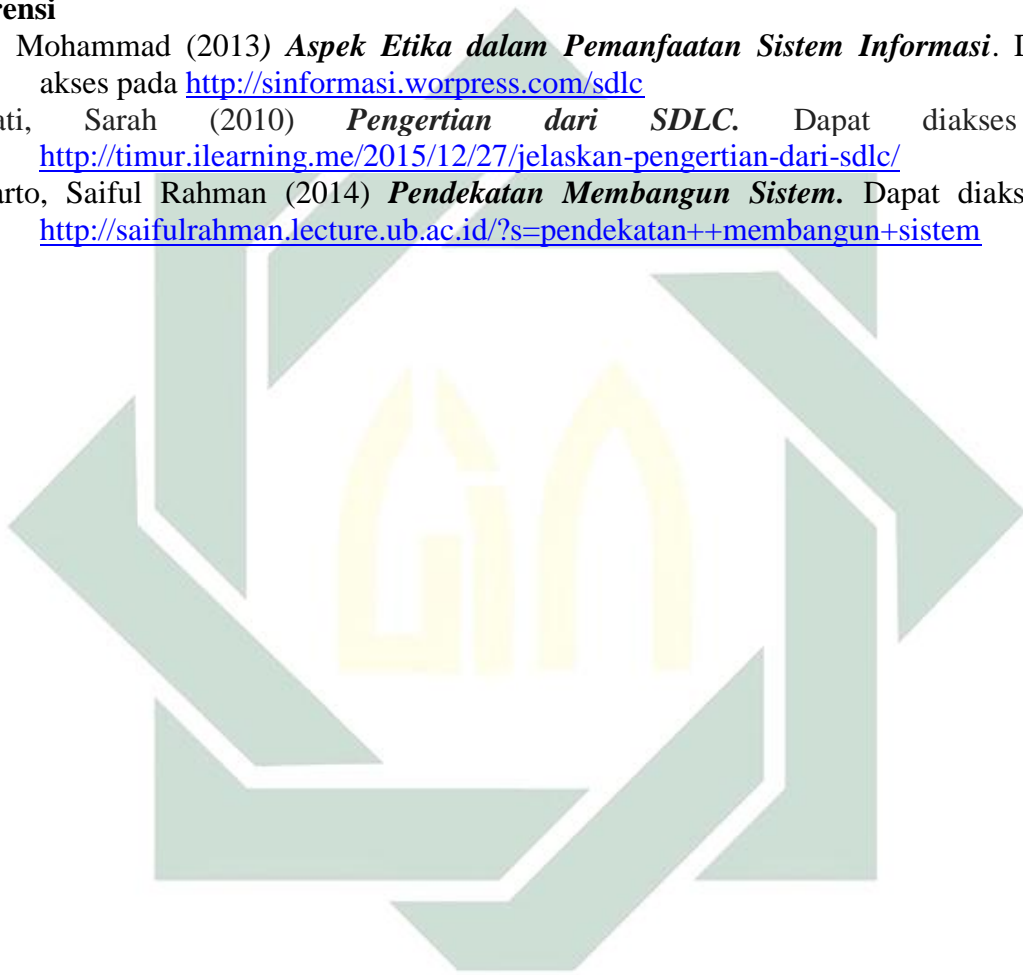 rensi
Mohammad (2013) Aspek Etika dalam Pemanfaatan Sistem Informasi.
akses pada http://sinformasi.worpress.com/sdlc
ati, Sarah (2010) Pengertian dari SDLC. Dapat diakses
http://timur.ilearning.me/2015/12/27/jelaskan-pengertian-dari-sdlc/
arto, Saiful Rahman (2014) Pendekatan Membangun Sistem. Dapat diaks
http://saifulrahman.lecture.ub.ac.id/?s=pendekatan++membangun+sistem